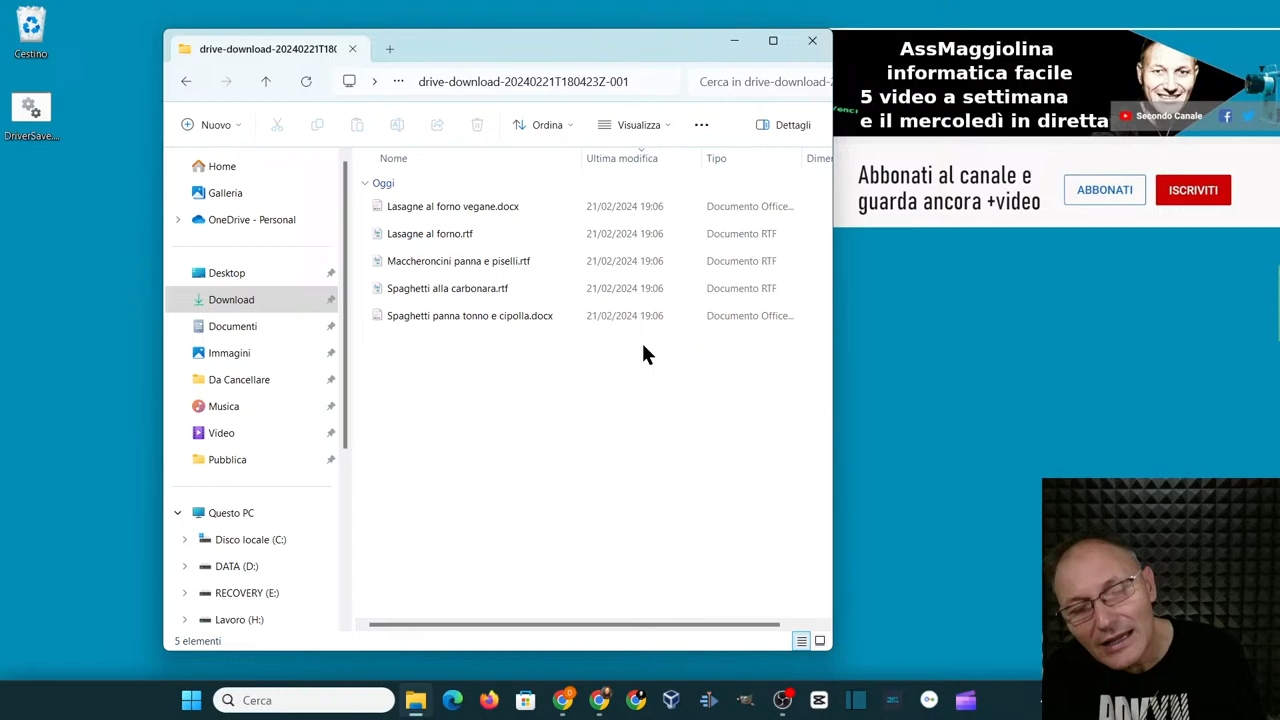 Cestino
DriverSave...
drive-download-20240221T180
drive-download-20240221T180423Z-001
Cerca in drive-download-2
Nuovo
Ordina
Visualizza
Dettagli
Home
Galleria
OneDrive - Personal
Desktop
Download
Documenti
Immagini
Da Cancellare
Musica
Video
Pubblica
Questo PC
Disco locale (C:)
DATA (D:)
RECOVERY (E:)
Lavoro (H:)
Nome Ultima modifica Tipo Dimer
Oggi
Lasagne al forno vegane.docx 21/02/2024 19:06 Documento Office...
Lasagne al forno.rtf 21/02/2024 19:06 Documento RTF
Maccheroncini panna e piselli.rtf 21/02/2024 19:06 Documento RTF
Spaghetti alla carbonara.rtf 21/02/2024 19:06 Documento RTF
Spaghetti panna tonno e cipolla.docx 21/02/2024 19:06 Documento Office...
5 elementi
AssMaggiolina
informatica facile
5 video a settimana
e il mercoledì in diretta
Secondo Canale
Abbonati al canale e
guarda ancora +video
ABBONATI
ISCRIVITI
Cerca